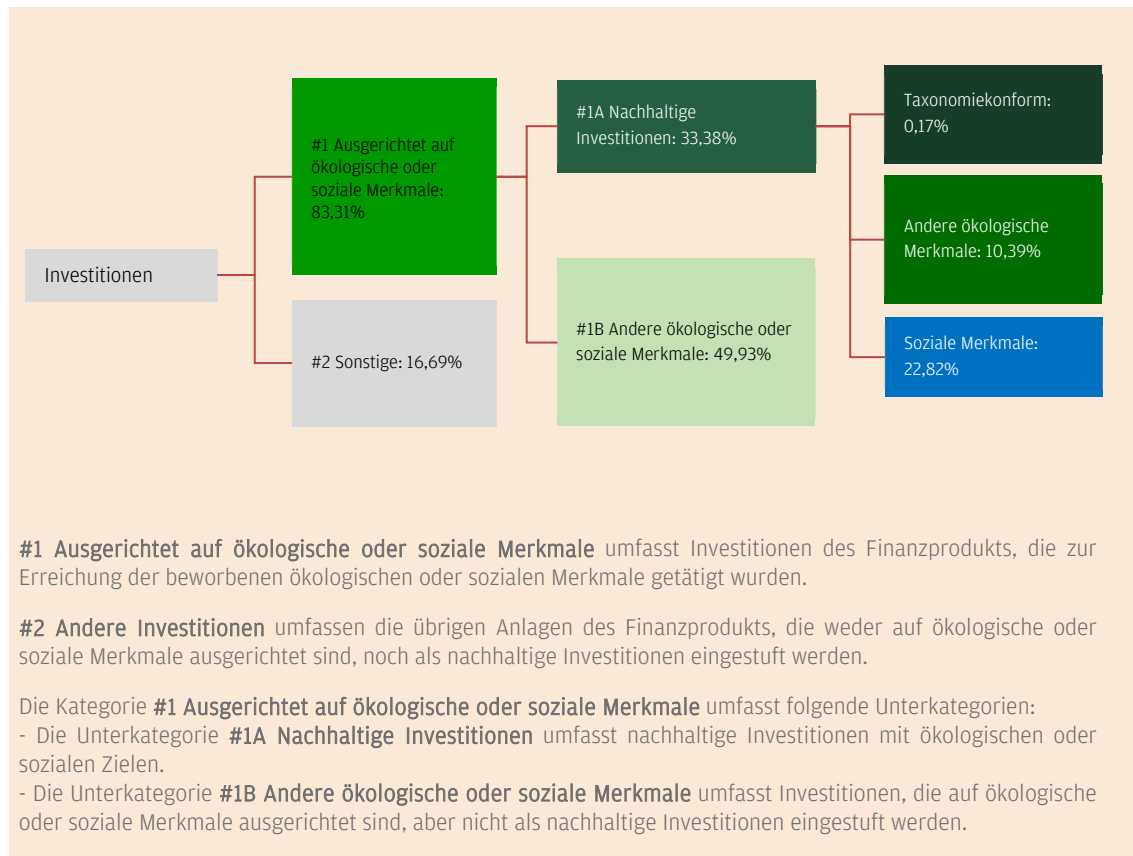 Investitionen
#1 Ausgerichtet auf
ökologische oder
soziale Merkmale:
83,31%
#2 Sonstige: 16,69%
#1A Nachhaltige
Investitionen: 33,38%
#1B Andere ökologische oder
soziale Merkmale: 49,93%
Taxonomiekonform:
0,17%
Andere ökologische
Merkmale: 10,39%
Soziale Merkmale:
22,82%
#1 Ausgerichtet auf ökologische oder soziale Merkmale umfasst Investitionen des Finanzprodukts, die zur
Erreichung der beworbenen ökologischen oder sozialen Merkmale getätigt wurden.
#2 Andere Investitionen umfassen die übrigen Anlagen des Finanzprodukts, die weder auf ökologische oder
soziale Merkmale ausgerichtet sind, noch als nachhaltige Investitionen eingestuft werden.
Die Kategorie #1 Ausgerichtet auf ökologische oder soziale Merkmale umfasst folgende Unterkategorien:
- Die Unterkategorie #1A Nachhaltige Investitionen umfasst nachhaltige Investitionen mit ökologischen oder
sozialen Zielen.
- Die Unterkategorie #1B Andere ökologische oder soziale Merkmale umfasst Investitionen, die auf ökologische
oder soziale Merkmale ausgerichtet sind, aber nicht als nachhaltige Investitionen eingestuft werden.